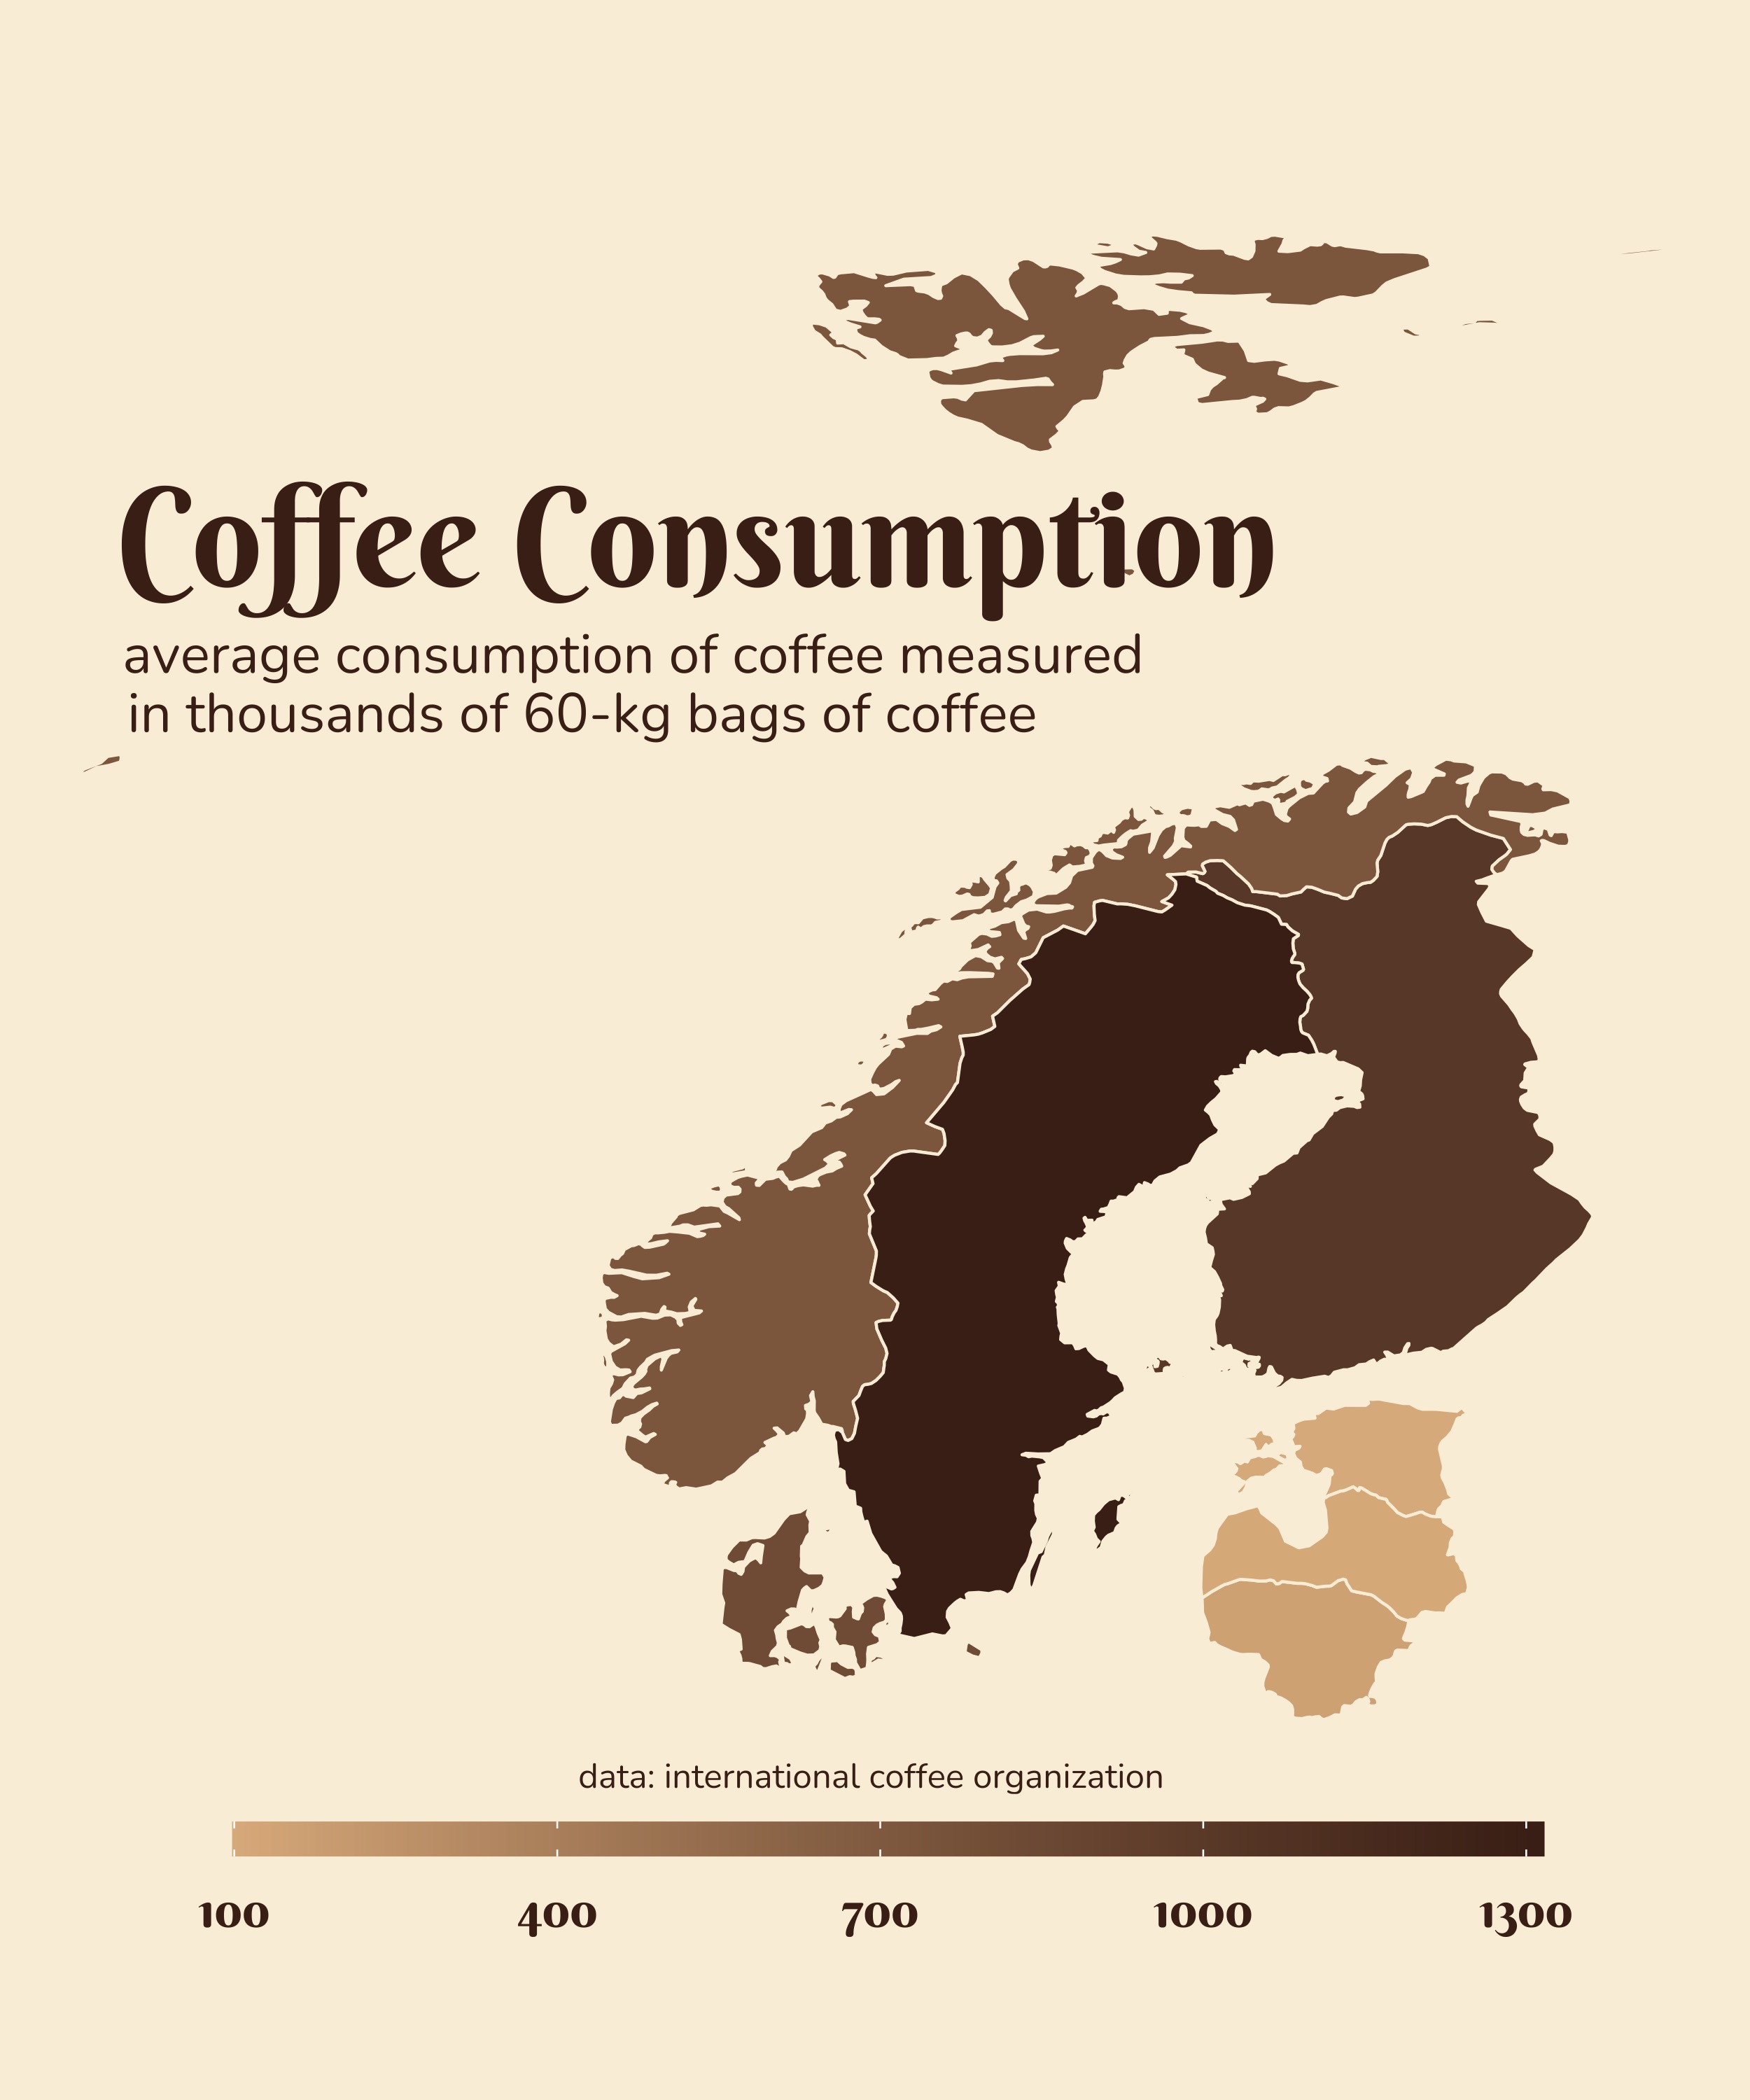 Coffee Consumption
average consumption of coffee measured
in thousands of 60-kg bags of coffee
data: international coffee organization
100 400 700 1000 1300